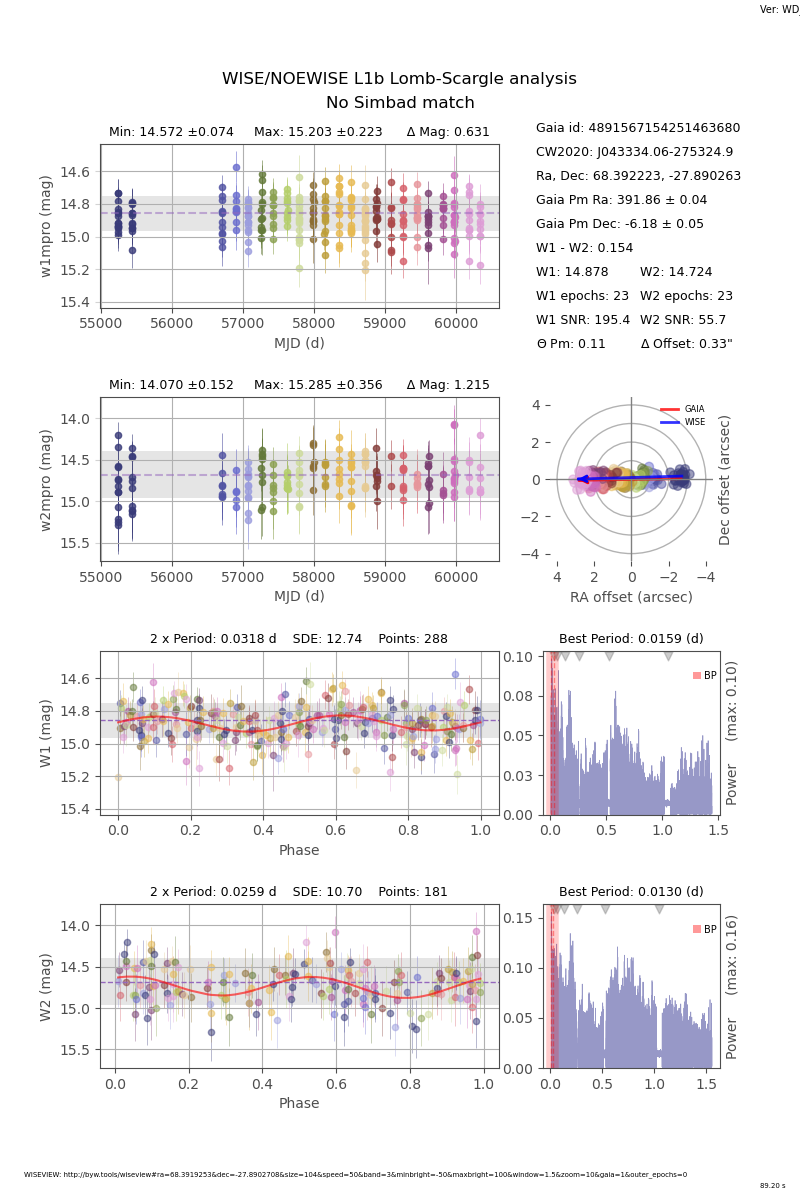 Ver: WD_
WISE/NOEWISE L1b Lomb-Scargle analysis
No Simbad match
Min: 14.572 ±0.074 Max: 15.203 ±0.223 Δ Mag: 0.631
14.6
14.8
15.0
15.2
15.4
w1mpro (mag)
55000 56000 57000 58000 59000 60000
MJD (d)
Gaia id: 4891567154251463680
CW2020: J043334.06-275324.9
Ra, Dec: 68.392223, -27.890263
Gaia Pm Ra: 391.86 ± 0.04
Gaia Pm Dec: -6.18 ± 0.05
W1 - W2: 0.154
W1: 14.878 W2: 14.724
W1 epochs: 23 W2 epochs: 23
W1 SNR: 195.4 W2 SNR: 55.7
Θ Pm: 0.11 Δ Offset: 0.33"
Min: 14.070 ±0.152 Max: 15.285 ±0.356 Δ Mag: 1.215
14.0
14.5
15.0
15.5
w2mpro (mag)
55000 56000 57000 58000 59000 60000
MJD (d)
GAIA
WISE
4
2
0
−2
−4
4 2 0 −2 −4
RA offset (arcsec)
Dec offset (arcsec)
2 x Period: 0.0318 d SDE: 12.74 Points: 288
14.6
14.8
15.0
15.2
15.4
W1 (mag)
0.0 0.2 0.4 0.6 0.8 1.0
Phase
Best Period: 0.0159 (d)
BP
0.10
0.08
0.05
0.03
0.00
0.0 0.5 1.0 1.5
Power (max: 0.10)
2 x Period: 0.0259 d SDE: 10.70 Points: 181
14.0
14.5
15.0
15.5
W2 (mag)
0.0 0.2 0.4 0.6 0.8 1.0
Phase
Best Period: 0.0130 (d)
BP
0.15
0.10
0.05
0.00
0.0 0.5 1.0 1.5
Power (max: 0.16)
WISEVIEW: http://byw.tools/wiseview#ra=68.3919253&dec=-27.8902708&size=104&speed=50&band=3&minbright=-50&maxbright=100&window=1.5&zoom=10&gaia=1&outer_epochs=0
89.20 s